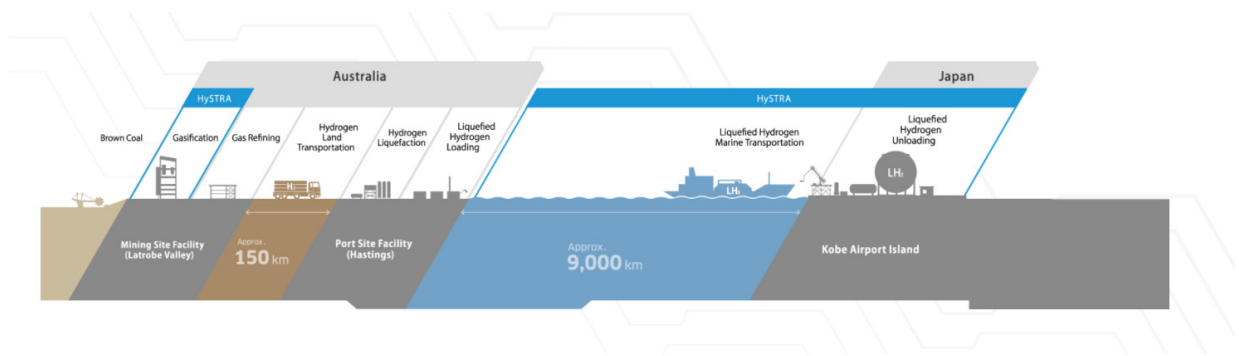 Australia
Japan
HySTRA
HySTRA
Brown Coal
Gasification
Gas Refining
Hydrogen
Land
Transportation
Hydrogen
Liquefaction
Liquefied
Hydrogen
Loading
Liquefied Hydrogen
Marine Transportation
Liquefied
Hydrogen
Unloading
H₂
LH₂
LH₂
Mining Site Facility
(Latrobe Valley)
Approx.
150 km
Port Site Facility
(Hastings)
Approx.
9,000 km
Kobe Airport Island